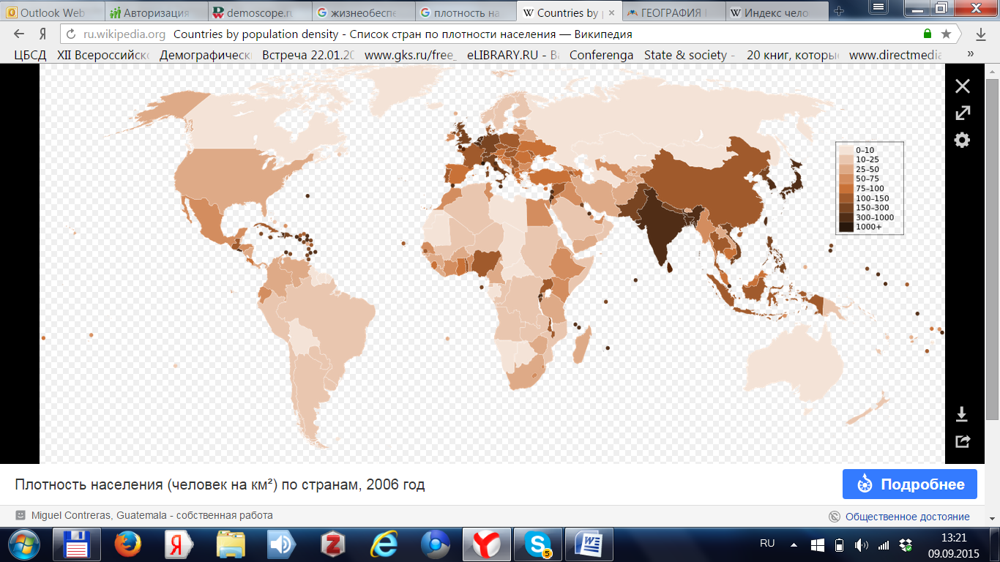 Outlook Web
Авторизация
demoscope.ru
жизнеобеспе
плотность на
Countries by p
ГЕОГРАФИЯ
Индекс чело
ru.wikipedia.org Countries by population density - Список стран по плотности населения — Википедия
ЦБСД XII Всероссийск Демографическ Встреча 22.01.20 www.gks.ru/free_ eLIBRARY.RU - Conferenga State & society - 20 книг, которы www.directmedia »
0–10
10–25
25–50
50–75
75–100
100–150
150–300
300–1000
1000+
Плотность населения (человек на км²) по странам, 2006 год
Подробнее
Miguel Contreras, Guatemala - собственная работа
Общественное достояние
5
RU
13:21
09.09.2015